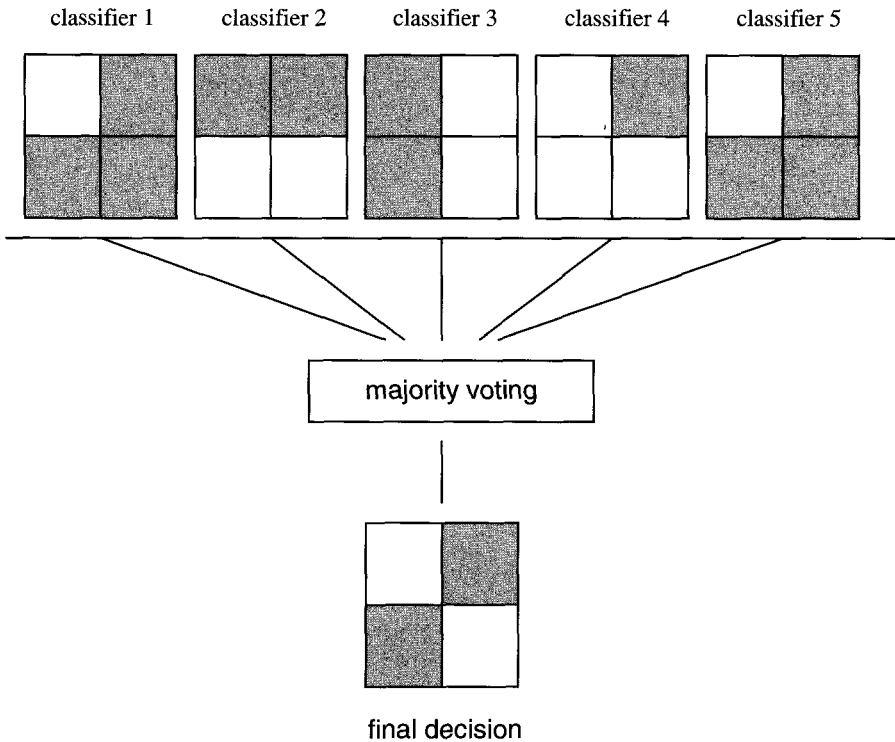 classifier 1 classifier 2 classifier 3 classifier 4 classifier 5
majority voting
final decision